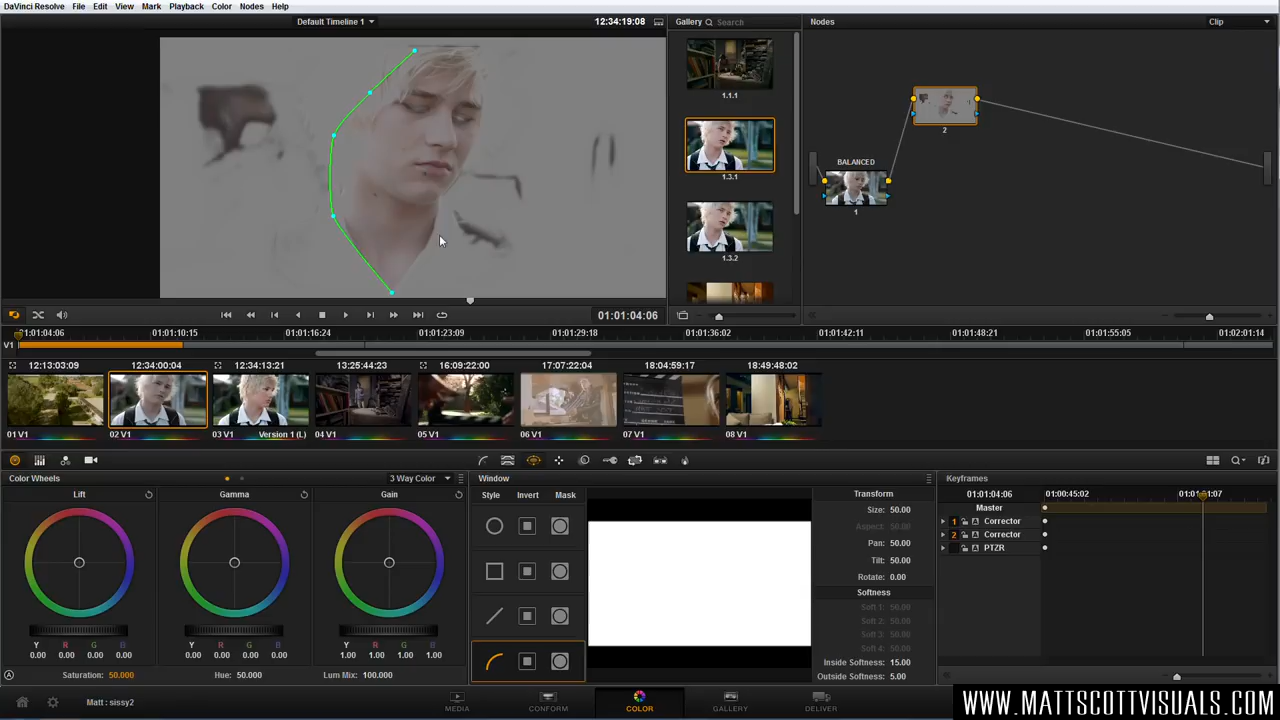 DaVinci Resolve File Edit View Mark Playback Color Nodes Help
Default Timeline 1 12:34:19:08 Gallery Search Nodes Clip
1.1.1
1.3.1
1.3.2
2
BALANCED
1
01:01:04:06
01:01:04:06 01:01:10:15 01:01:16:24 01:01:23:09 01:01:29:18 01:01:36:02 01:01:42:11 01:01:48:21 01:01:55:05 01:02:01:14
V1
12:13:03:09 12:34:00:04 12:34:13:21 13:25:44:23 16:09:22:00 17:07:22:04 18:04:59:17 18:49:48:02
01 V1 02 V1 03 V1 Version 1 (L) 04 V1 05 V1 06 V1 07 V1 08 V1
Color Wheels 3 Way Color Window Keyframes
Lift Gamma Gain Style Invert Mask Transform 01:01:04:06 01:00:45:02
Size: 50.00 Master
Aspect: 50.00 1 Corrector
Pan: 50.00 2 Corrector
Tilt: 50.00 PTZR
Rotate: 0.00
Softness
Soft 1: 50.00
Soft 2: 50.00
Soft 3: 50.00
Soft 4: 50.00
Inside Softness: 15.00
Outside Softness: 5.00
Y R G B Y R G B Y R G B
0.00 0.00 0.00 0.00 0.00 0.00 0.00 0.00 1.00 1.00 1.00 1.00
A Saturation: 50.000 Hue: 50.000 Lum Mix: 100.000
Matt : sissy2 MEDIA CONFORM COLOR GALLERY DELIVER
WWW.MATTSCOTTVISUALS.COM